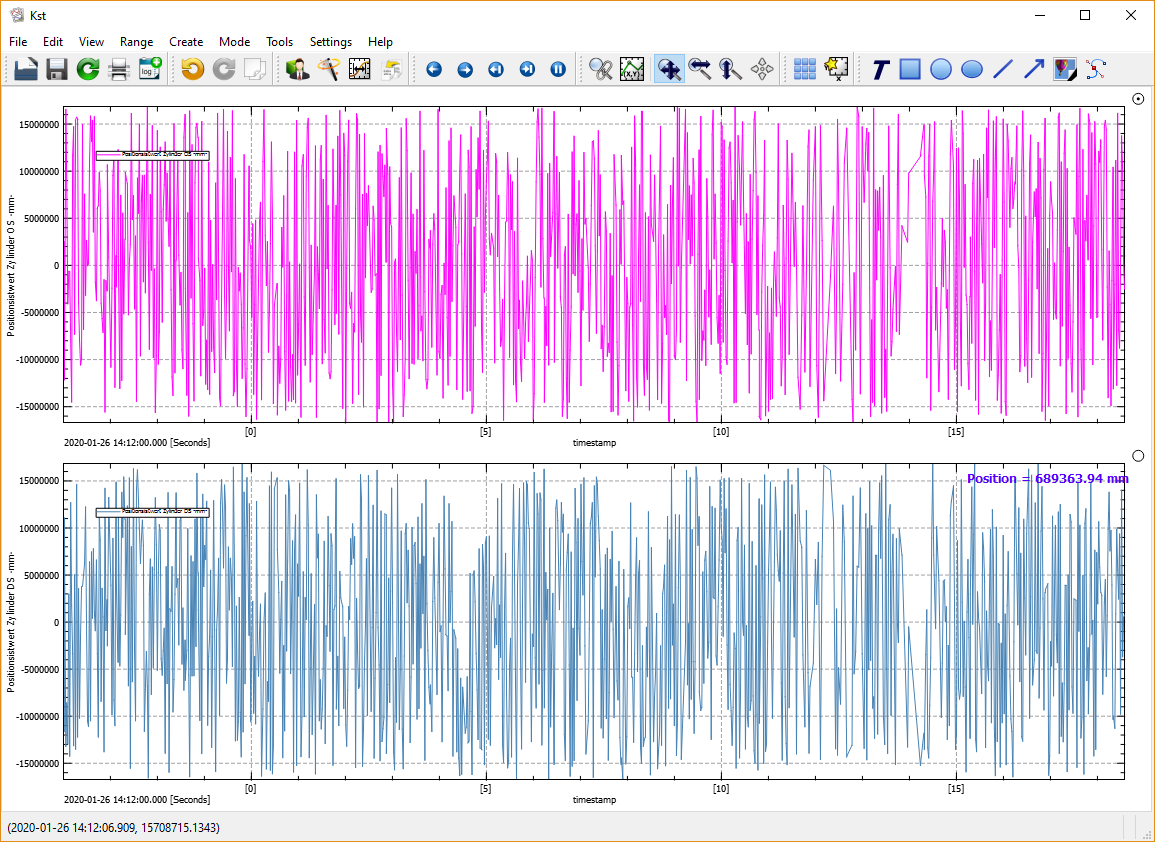 Kst
File Edit View Range Create Mode Tools Settings Help
log
(X,Y)
T
15000000
10000000
5000000
0
-5000000
-10000000
-15000000
Positionsistwert Zylinder OS -mm-
Positionsistwert Zylinder OS -mm-
[0] [5] [10] [15]
2020-01-26 14:12:00.000 [Seconds]
timestamp
Position = 689363.94 mm
15000000
10000000
5000000
0
-5000000
-10000000
-15000000
Positionsistwert Zylinder DS -mm-
Positionsistwert Zylinder DS -mm-
[0] [5] [10] [15]
2020-01-26 14:12:00.000 [Seconds]
timestamp
(2020-01-26 14:12:06.909, 15708715.1343)